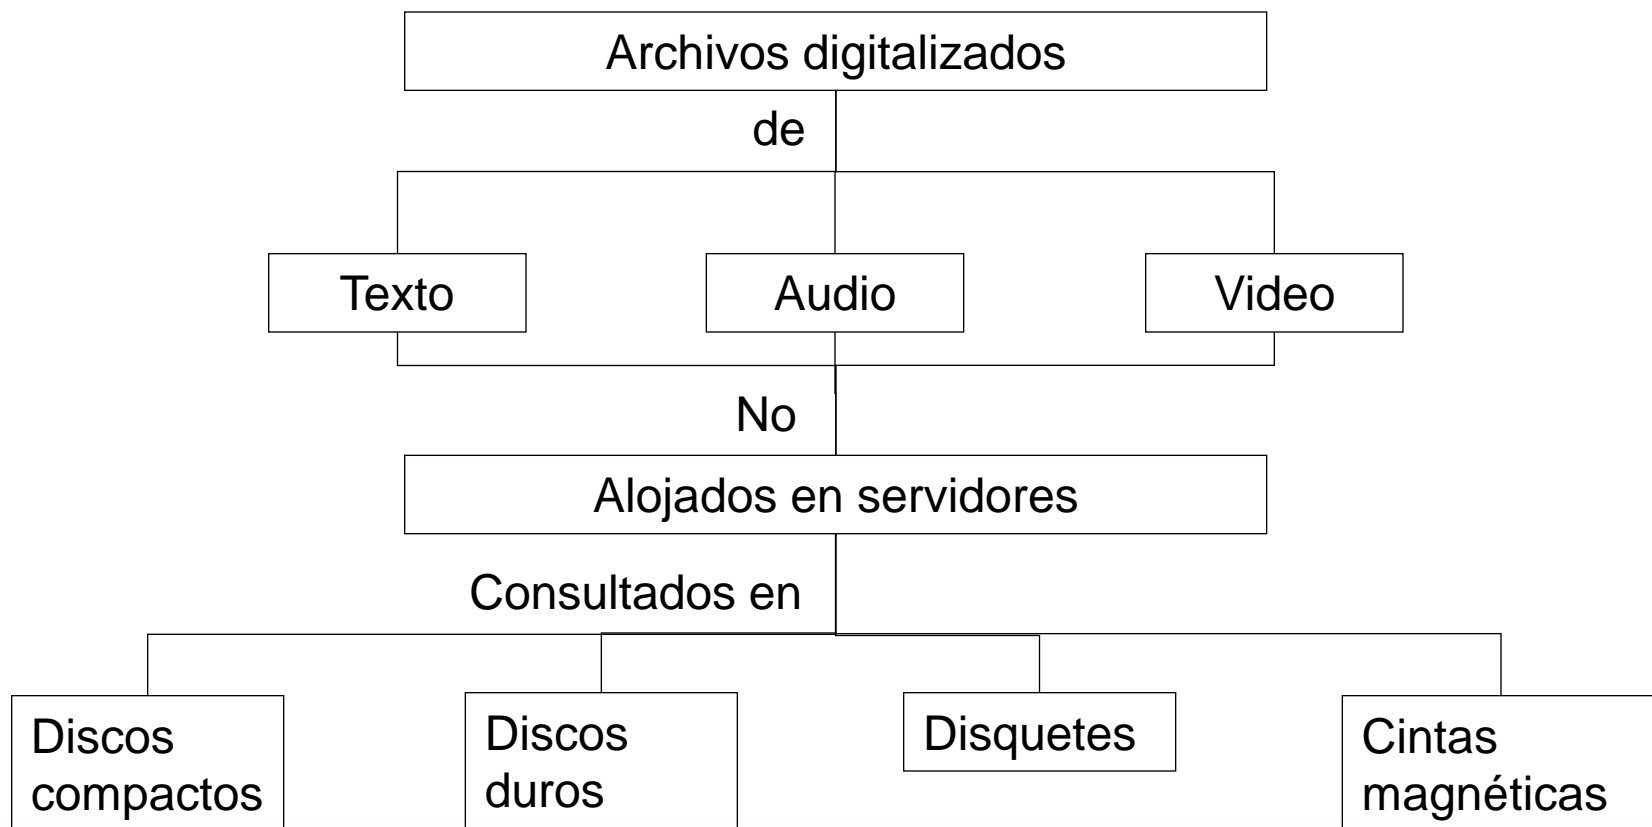 Archivos digitalizados
de
Texto
Audio
Video
No
Alojados en servidores
Consultados en
Discos
compactos
Discos
duros
Disquetes
Cintas
magnéticas